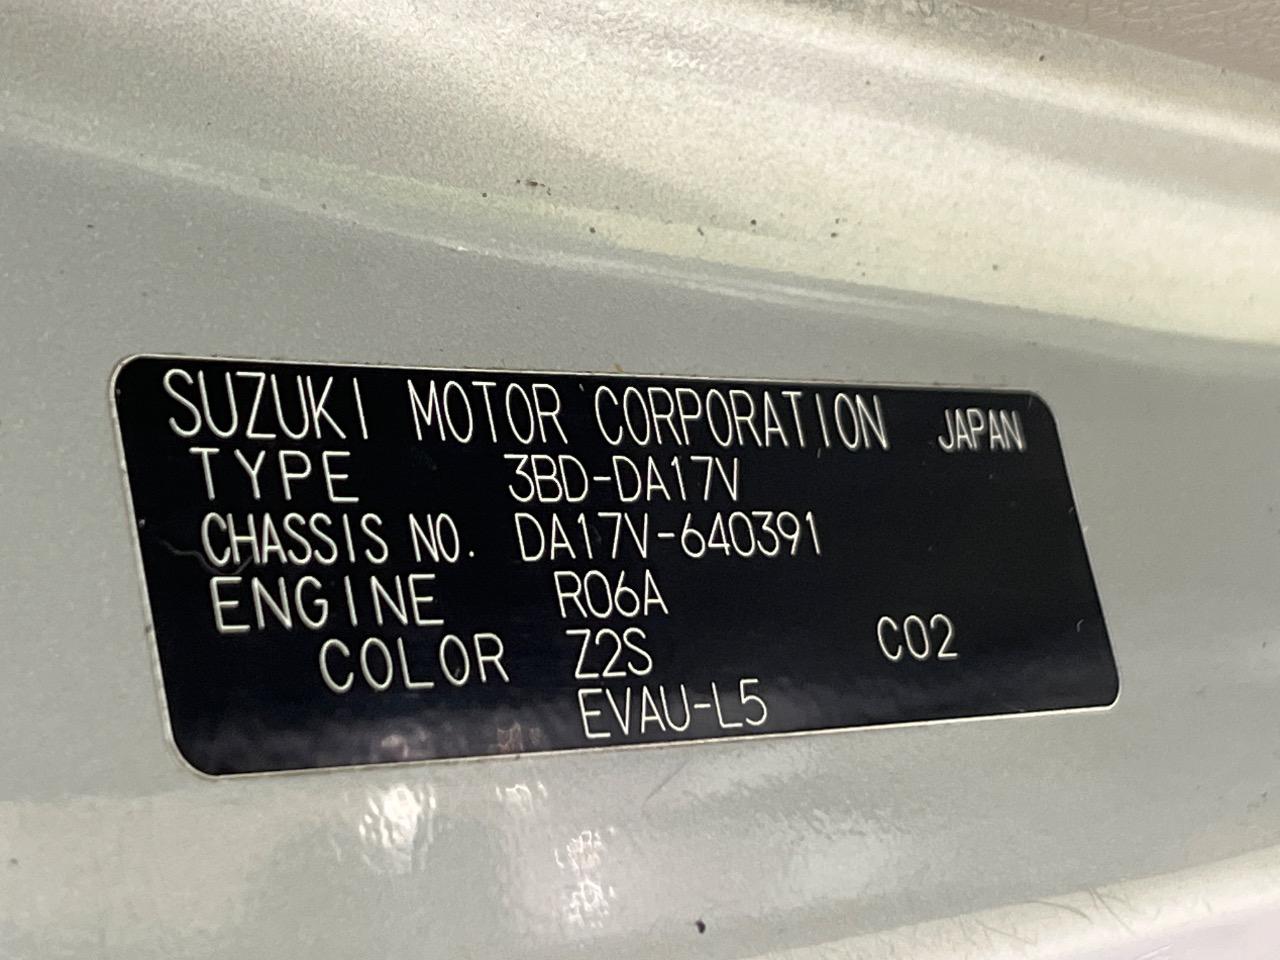 SUZUKI MOTOR CORPORATION JAPAN
TYPE 3BD-DA17V
CHASSIS NO. DA17V-640391
ENGINE R06A
COLOR Z2S C02
EVAU-L5